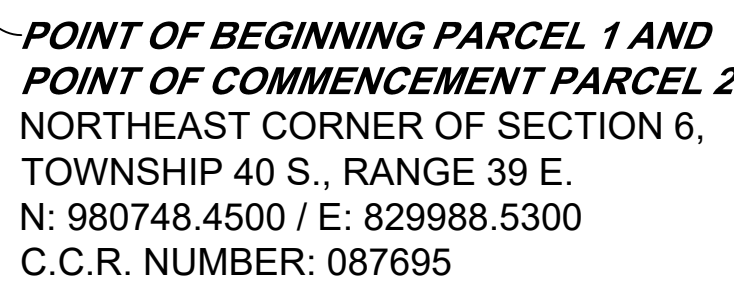 POINT OF BEGINNING PARCEL 1 AND
POINT OF COMMENCEMENT PARCEL 2
NORTHEAST CORNER OF SECTION 6,
TOWNSHIP 40 S., RANGE 39 E.
N: 980748.4500 / E: 829988.5300
C.C.R. NUMBER: 087695